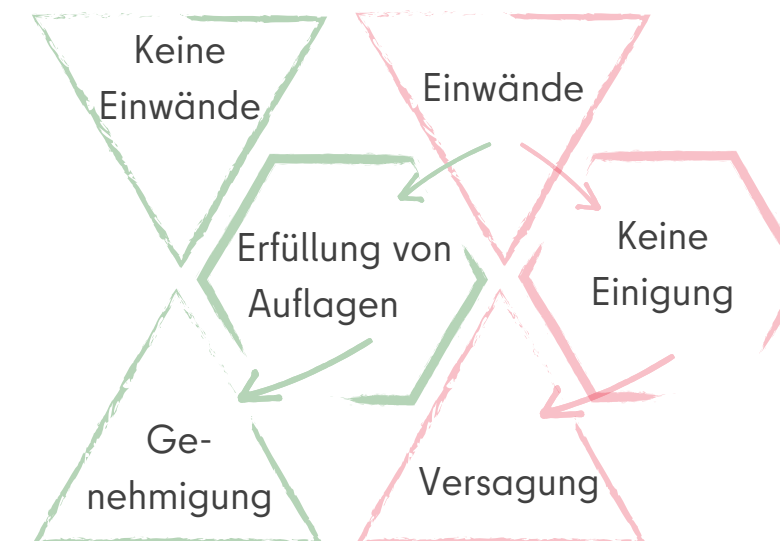 Keine
Einwände
Einwände
Erfüllung von
Auflagen
Keine
Einigung
Ge-
nehmigung
Versagung